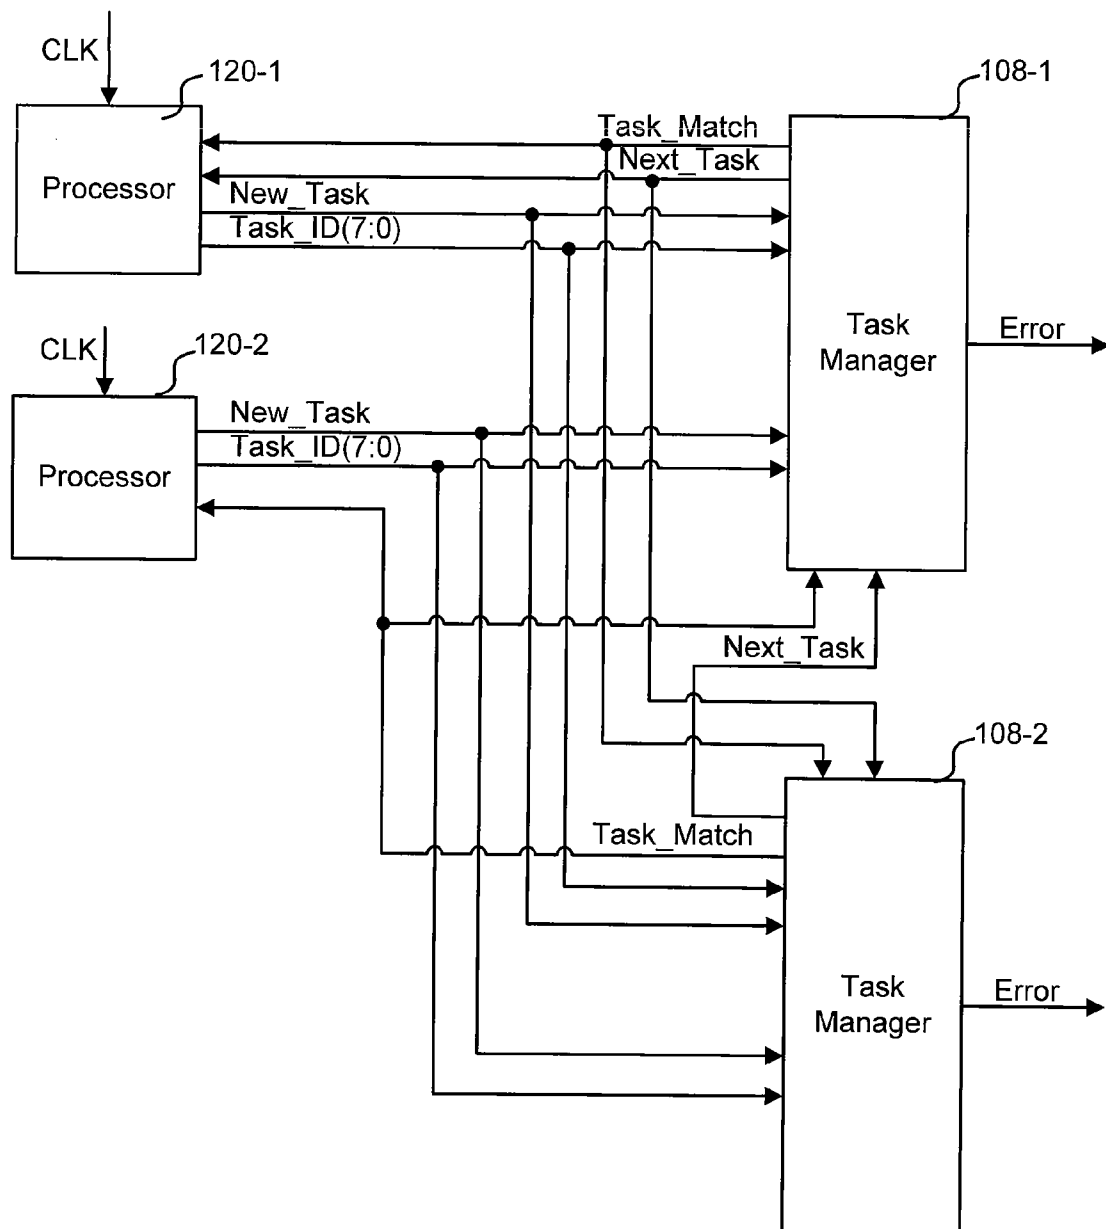 CLK
120-1
108-1
Task_Match
Next_Task
Processor
New_Task
Task_ID(7:0)
Task
Manager
Error
CLK
120-2
New_Task
Task_ID(7:0)
Processor
Next_Task
108-2
Task_Match
Task
Manager
Error